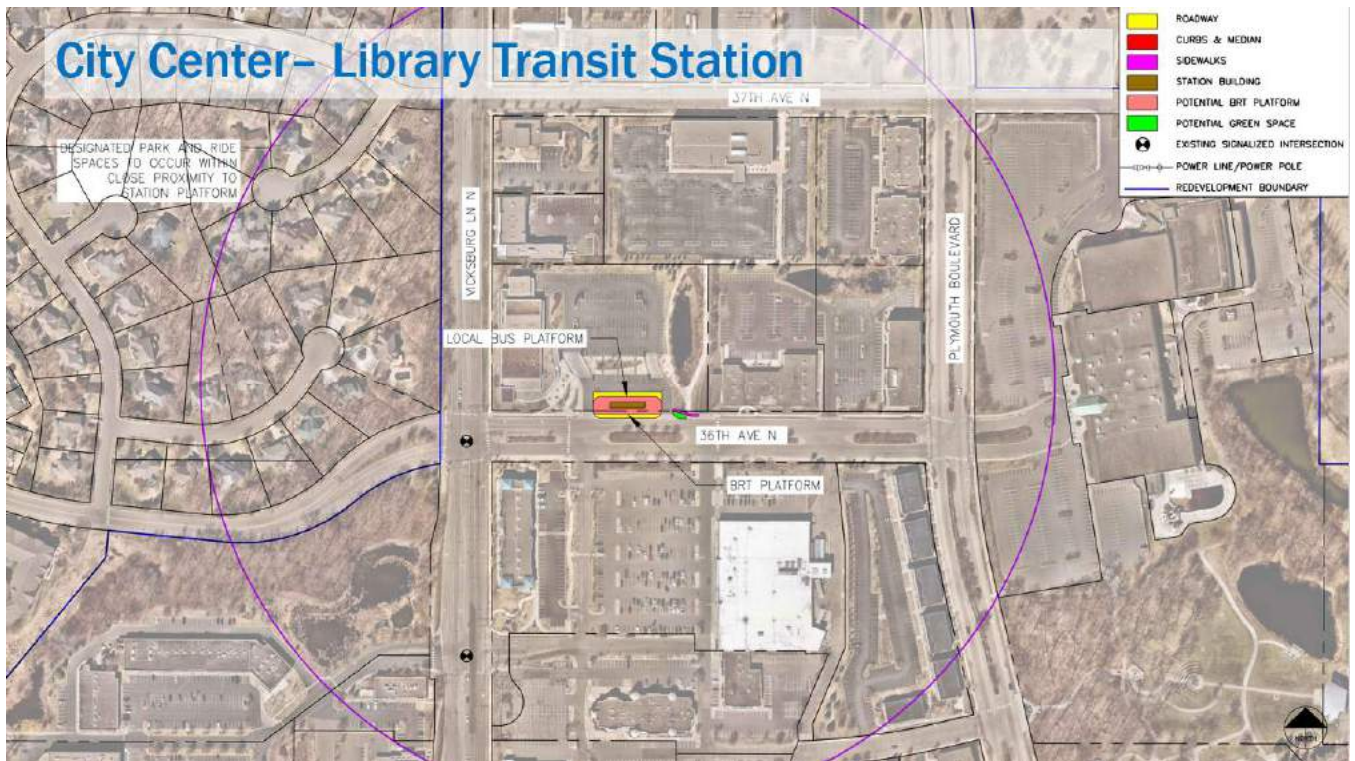 City Center– Library Transit Station
ROADWAY
CURBS & MEDIAN
SIDEWALKS
STATION BUILDING
POTENTIAL BRT PLATFORM
POTENTIAL GREEN SPACE
EXISTING SIGNALIZED INTERSECTION
POWER LINE/POWER POLE
REDEVELOPMENT BOUNDARY
37TH AVE N
DESIGNATED PARK AND RIDE
SPACES TO OCCUR WITHIN
CLOSE PROXIMITY TO
STATION PLATFORM
VICKSBURG LN N
PLYMOUTH BOULEVARD
LOCAL BUS PLATFORM
36TH AVE N
BRT PLATFORM
NORTH